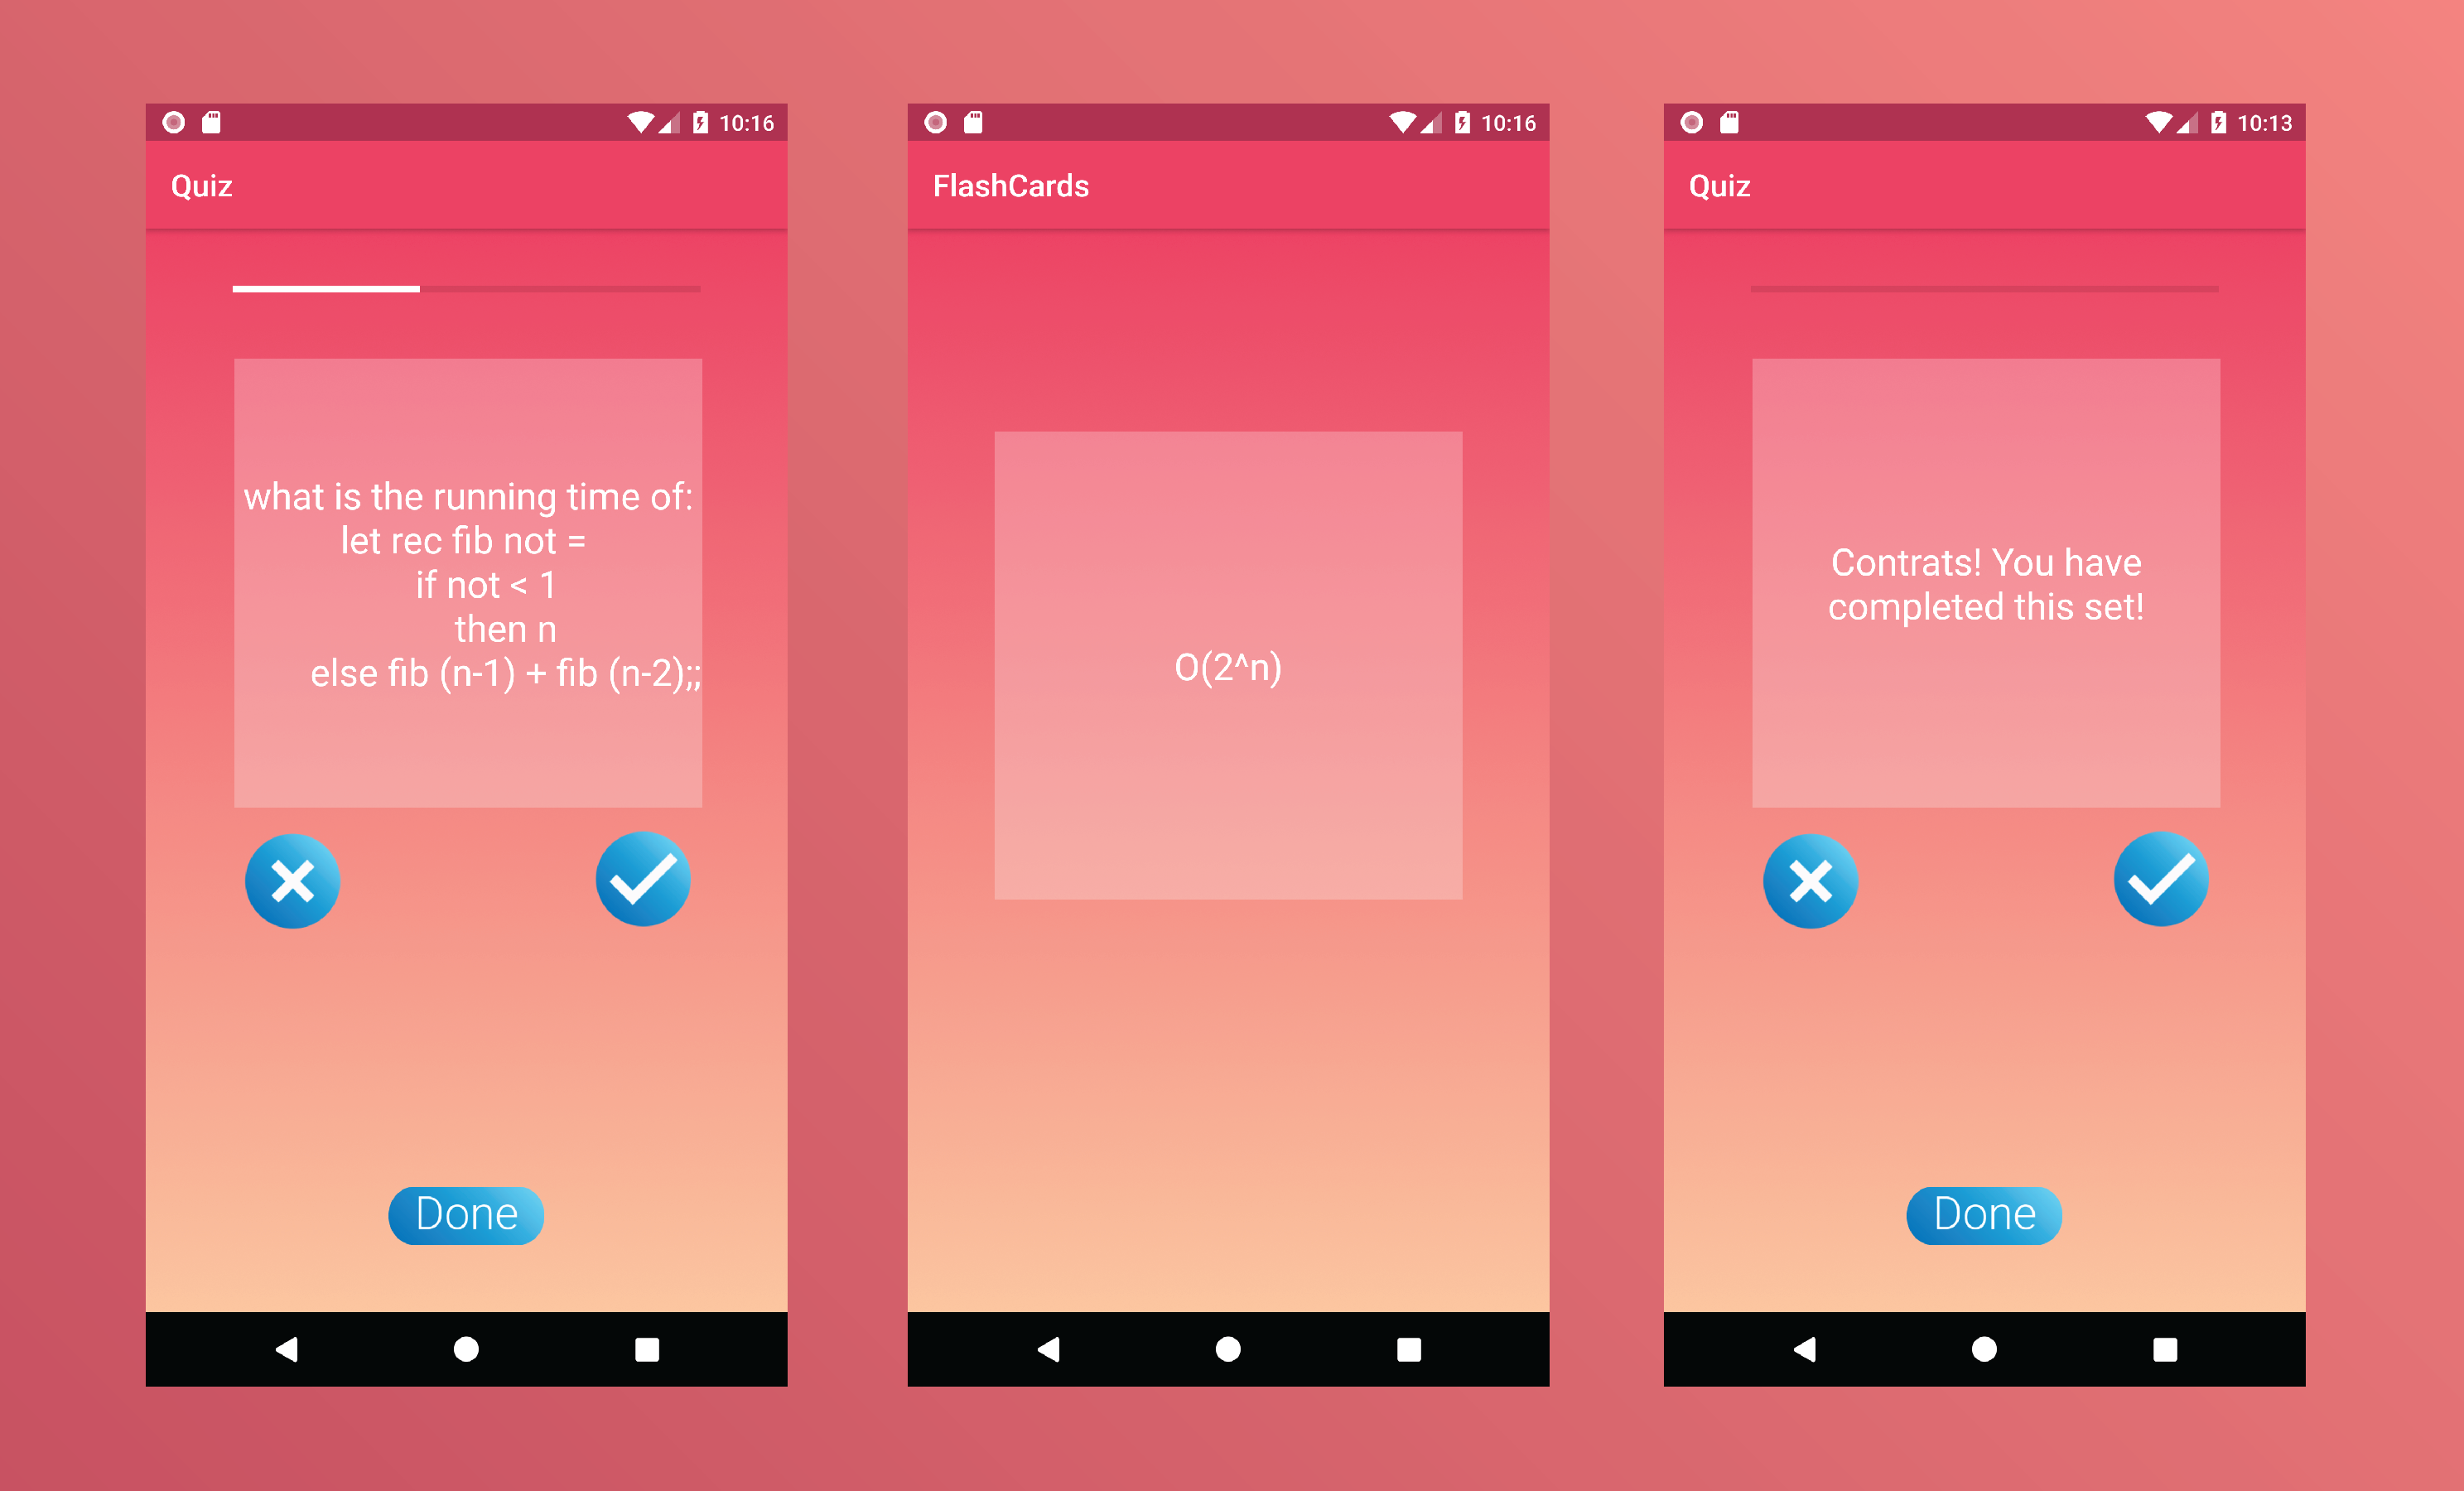 10:16
Quiz
what is the running time of:
let rec fib not =
if not < 1
then n
else fib (n-1) + fib (n-2);;
Done
10:16
FlashCards
O(2^n)
10:13
Quiz
Contrats! You have
completed this set!
Done